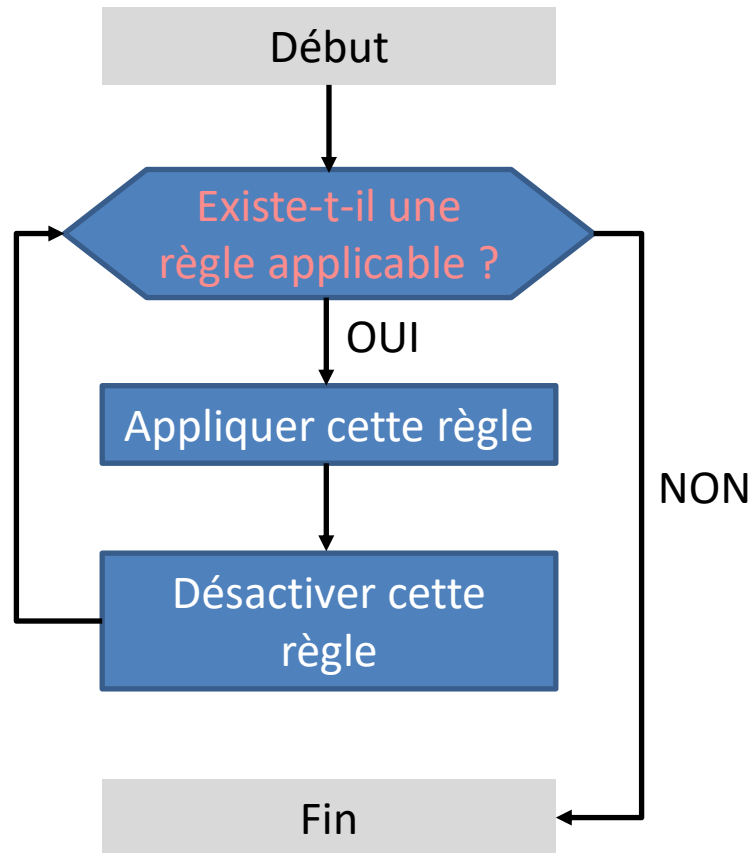 Début
Existe-t-il une
règle applicable ?
OUI
Appliquer cette règle
NON
Désactiver cette
règle
Fin